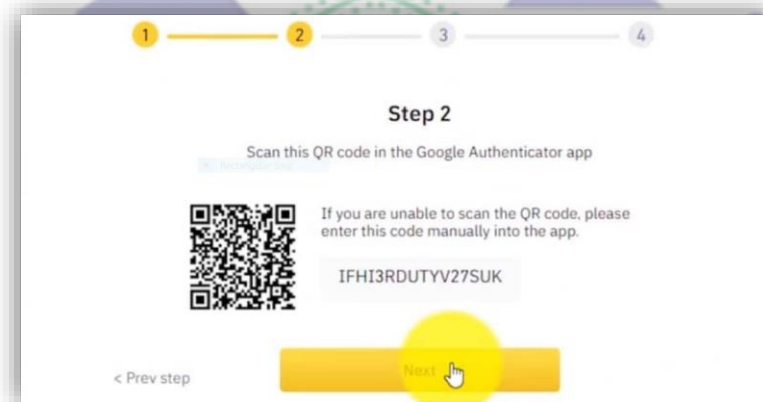 1 2 3 4
Step 2
Scan this QR code in the Google Authenticator app
If you are unable to scan the QR code, please
enter this code manually into the app.
IFHI3RDUTYV27SUK
< Prev step
Next